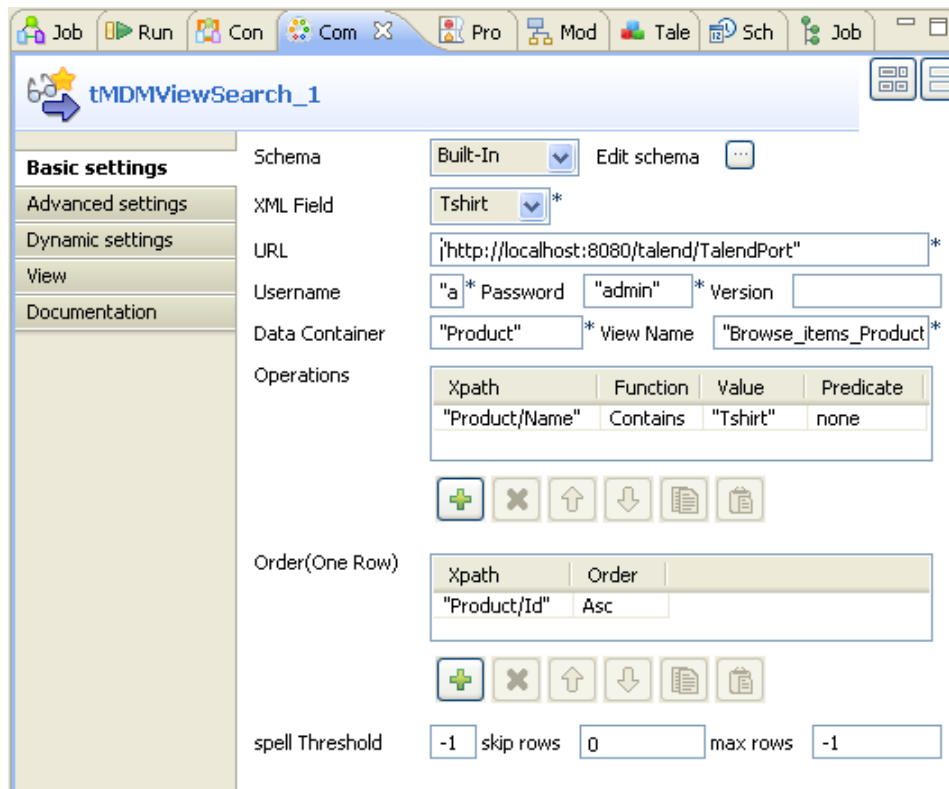 Job Run Con Com Pro Mod Tale Sch Job
tMDMViewSearch_1
Basic settings
Advanced settings
Dynamic settings
View
Documentation
Schema Built-In Edit schema ...
XML Field Tshirt *
URL "http://localhost:8080/talend/TalendPort" *
Username "a * Password "admin" * Version
Data Container "Product" * View Name "Browse_items_Product *
Operations
Xpath Function Value Predicate
"Product/Name" Contains "Tshirt" none
Order(One Row)
Xpath Order
"Product/Id" Asc
spell Threshold -1 skip rows 0 max rows -1